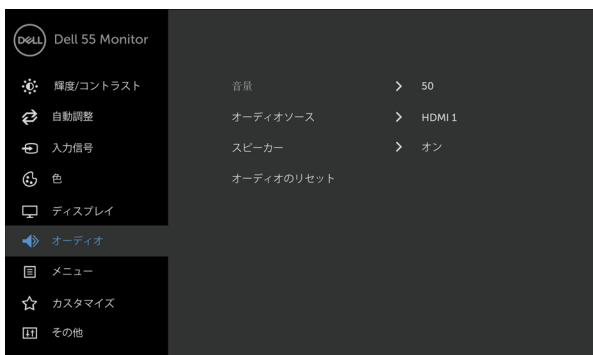 DELL Dell 55 Monitor
輝度/コントラスト 音量 50
自動調整 オーディオソース HDMI 1
入力信号 スピーカー オン
色 オーディオのリセット
ディスプレイ
オーディオ
メニュー
カスタマイズ
その他